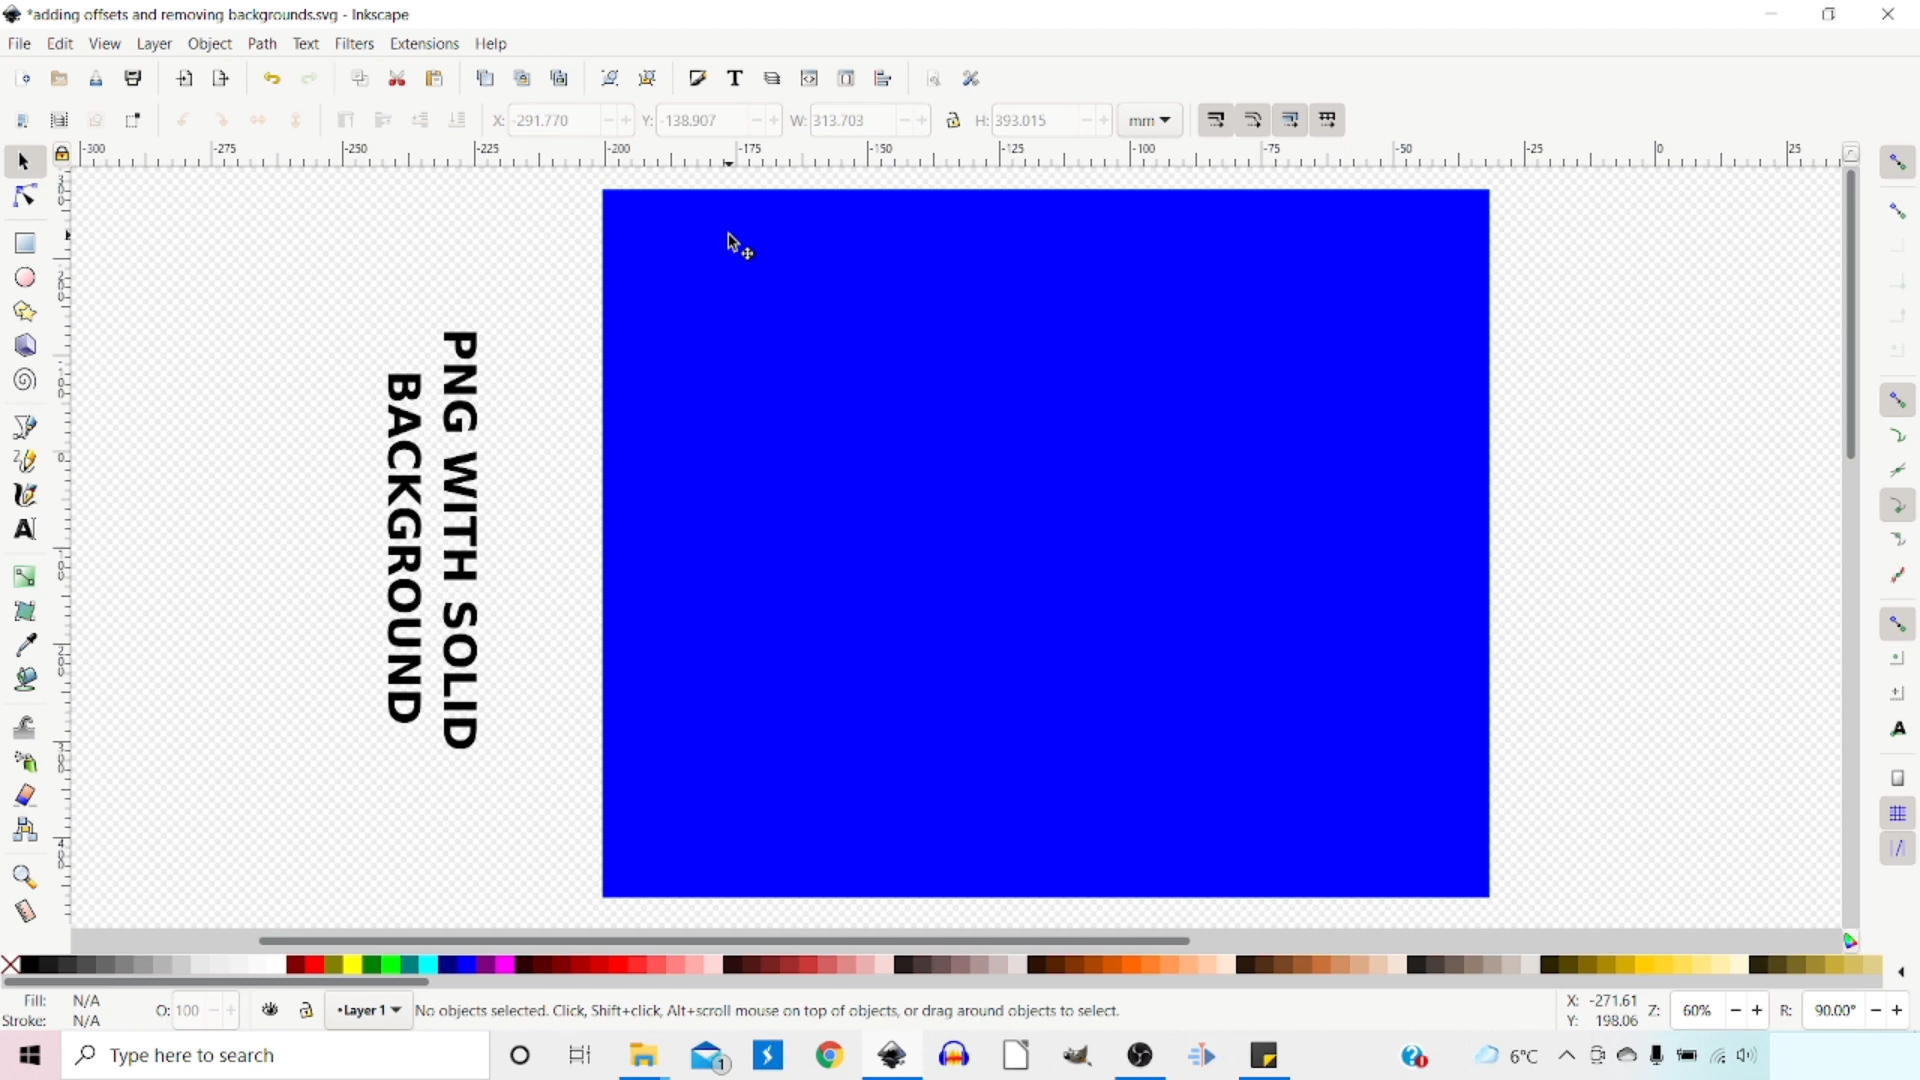 *adding offsets and removing backgrounds.svg - Inkscape
File Edit View Layer Object Path Text Filters Extensions Help
X: -291.770 Y: -138.907 W: 313.703 H: 393.015 mm
-300 -275 -250 -225 -200 -175 -150 -125 -100 -75 -50 -25 0 25
PNG WITH SOLID
BACKGROUND
Fill: N/A
Stroke: N/A
O: 100
•Layer 1
No objects selected. Click, Shift+click, Alt+scroll mouse on top of objects, or drag around objects to select.
X: -271.61
Y: 198.06
Z: 60%
R: 90.00°
Type here to search
1
6°C